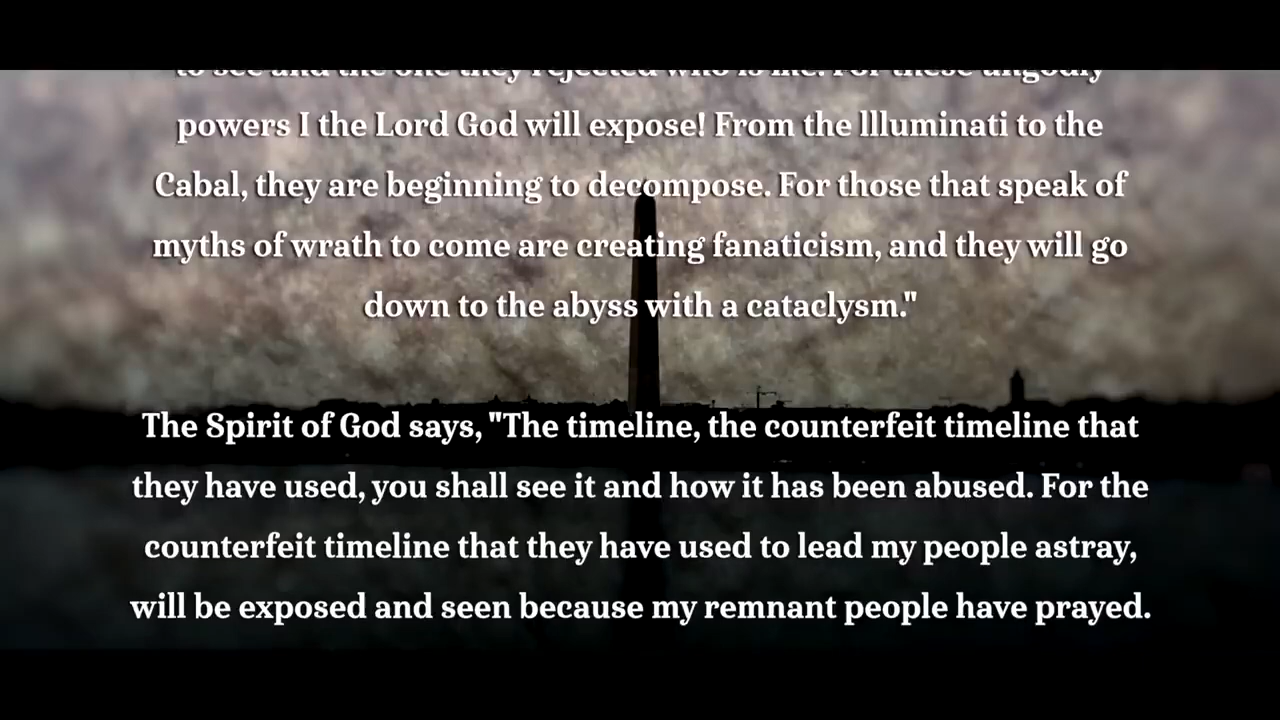 to see and the one they rejected who is me. For these ungodly
powers I the Lord God will expose! From the llluminati to the
Cabal, they are beginning to decompose. For those that speak of
myths of wrath to come are creating fanaticism, and they will go
down to the abyss with a cataclysm."
The Spirit of God says, "The timeline, the counterfeit timeline that
they have used, you shall see it and how it has been abused. For the
counterfeit timeline that they have used to lead my people astray,
will be exposed and seen because my remnant people have prayed.